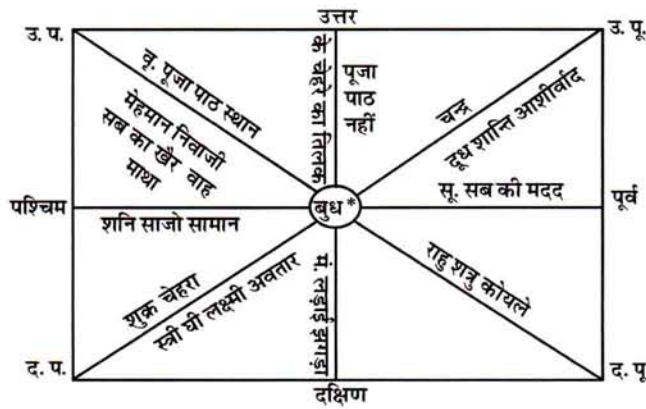 उत्तर
उ. प.
उ. पू.
वृ. पूजा पाठ स्थान
मेहमान निवाजी
सब का खैर वाह
माथा
के चेहरे का तिलक
पूजा
पाठ
नहीं
चन्द्र
दूध शान्ति आशीर्वाद
सू. सब की मदद
पश्चिम
बुध*
पूर्व
शनि साजो सामान
शुक्र चेहरा
स्त्री घी लक्ष्मी अवतार
मं. लड़ाई झगड़ा
राहु शत्रु कोयले
द. प.
द. पू
दक्षिण